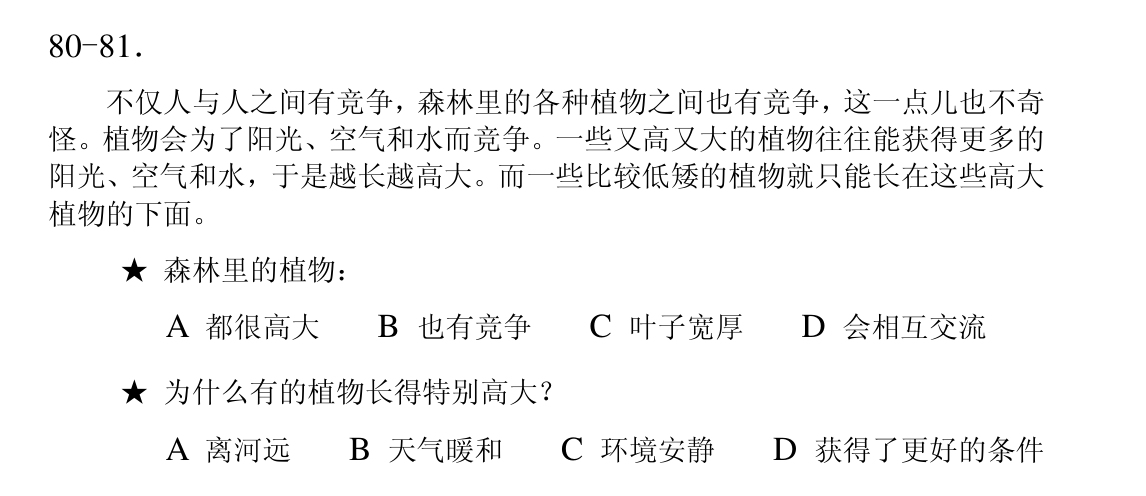 80-81.
不仅人与人之间有竞争，森林里的各种植物之间也有竞争，这一点儿也不奇
怪。植物会为了阳光、空气和水而竞争。一些又高又大的植物往往能获得更多的
阳光、空气和水，于是越长越高大。而一些比较低矮的植物就只能长在这些高大
植物的下面。
★ 森林里的植物：
A 都很高大 B 也有竞争 C 叶子宽厚 D 会相互交流
★ 为什么有的植物长得特别高大？
A 离河远 B 天气暖和 C 环境安静 D 获得了更好的条件